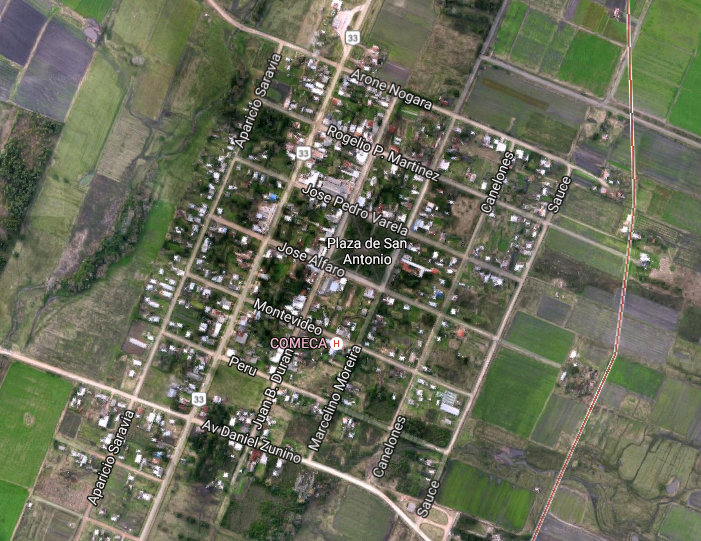 33
Arone Nogara
Aparicio Saravia
Rogelio P. Martinez
33
Canelones
Sauce
Jose Pedro Varela
Plaza de San
Antonio
Jose Alfaro
Montevideo
COMECA H
Peru
Juan B. Duran
Marcelino Moreira
33
Av Daniel Zunino
Aparicio Saravia
Canelones
Sauce